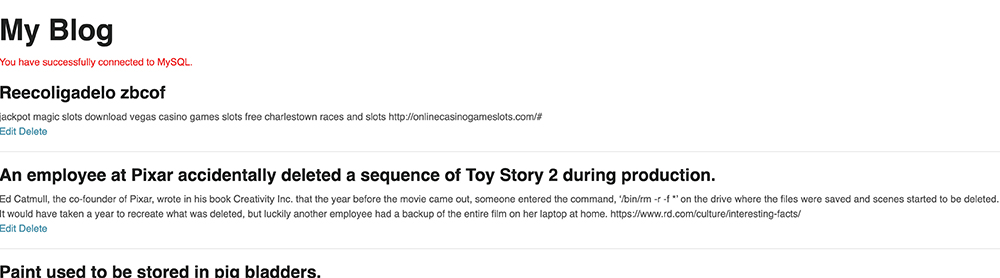 My Blog
You have successfully connected to MySQL.
Reecoligadelo zbcof
jackpot magic slots download vegas casino games slots free charlestown races and slots http://onlinecasinogameslots.com/#
Edit Delete
An employee at Pixar accidentally deleted a sequence of Toy Story 2 during production.
Ed Catmull, the co-founder of Pixar, wrote in his book Creativity Inc. that the year before the movie came out, someone entered the command, '/bin/rm -r -f *' on the drive where the files were saved and scenes started to be deleted.
It would have taken a year to recreate what was deleted, but luckily another employee had a backup of the entire film on her laptop at home. https://www.rd.com/culture/interesting-facts/
Edit Delete
Paint used to be stored in pig bladders.